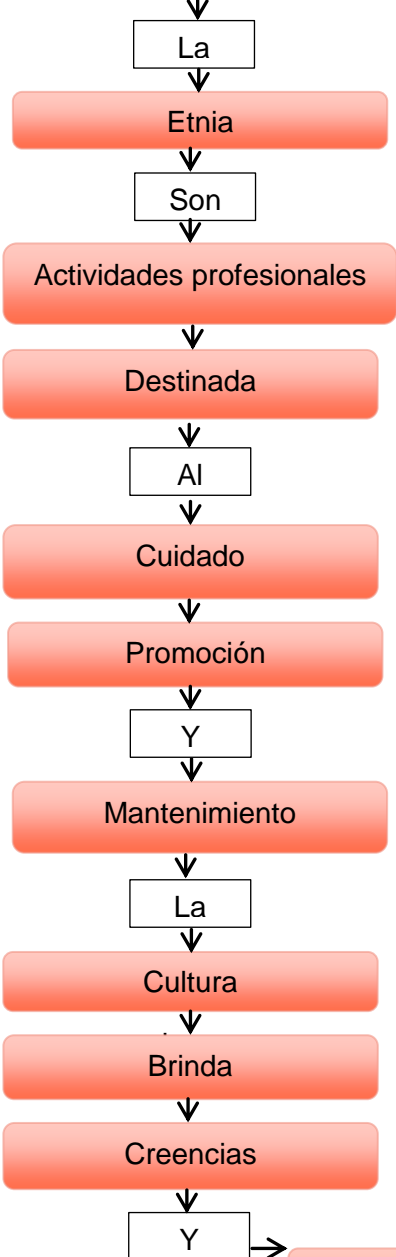 La
Etnia
Son
Actividades profesionales
Destinada
Al
Cuidado
Promoción
Y
Mantenimiento
La
Cultura
Brinda
Creencias
Y